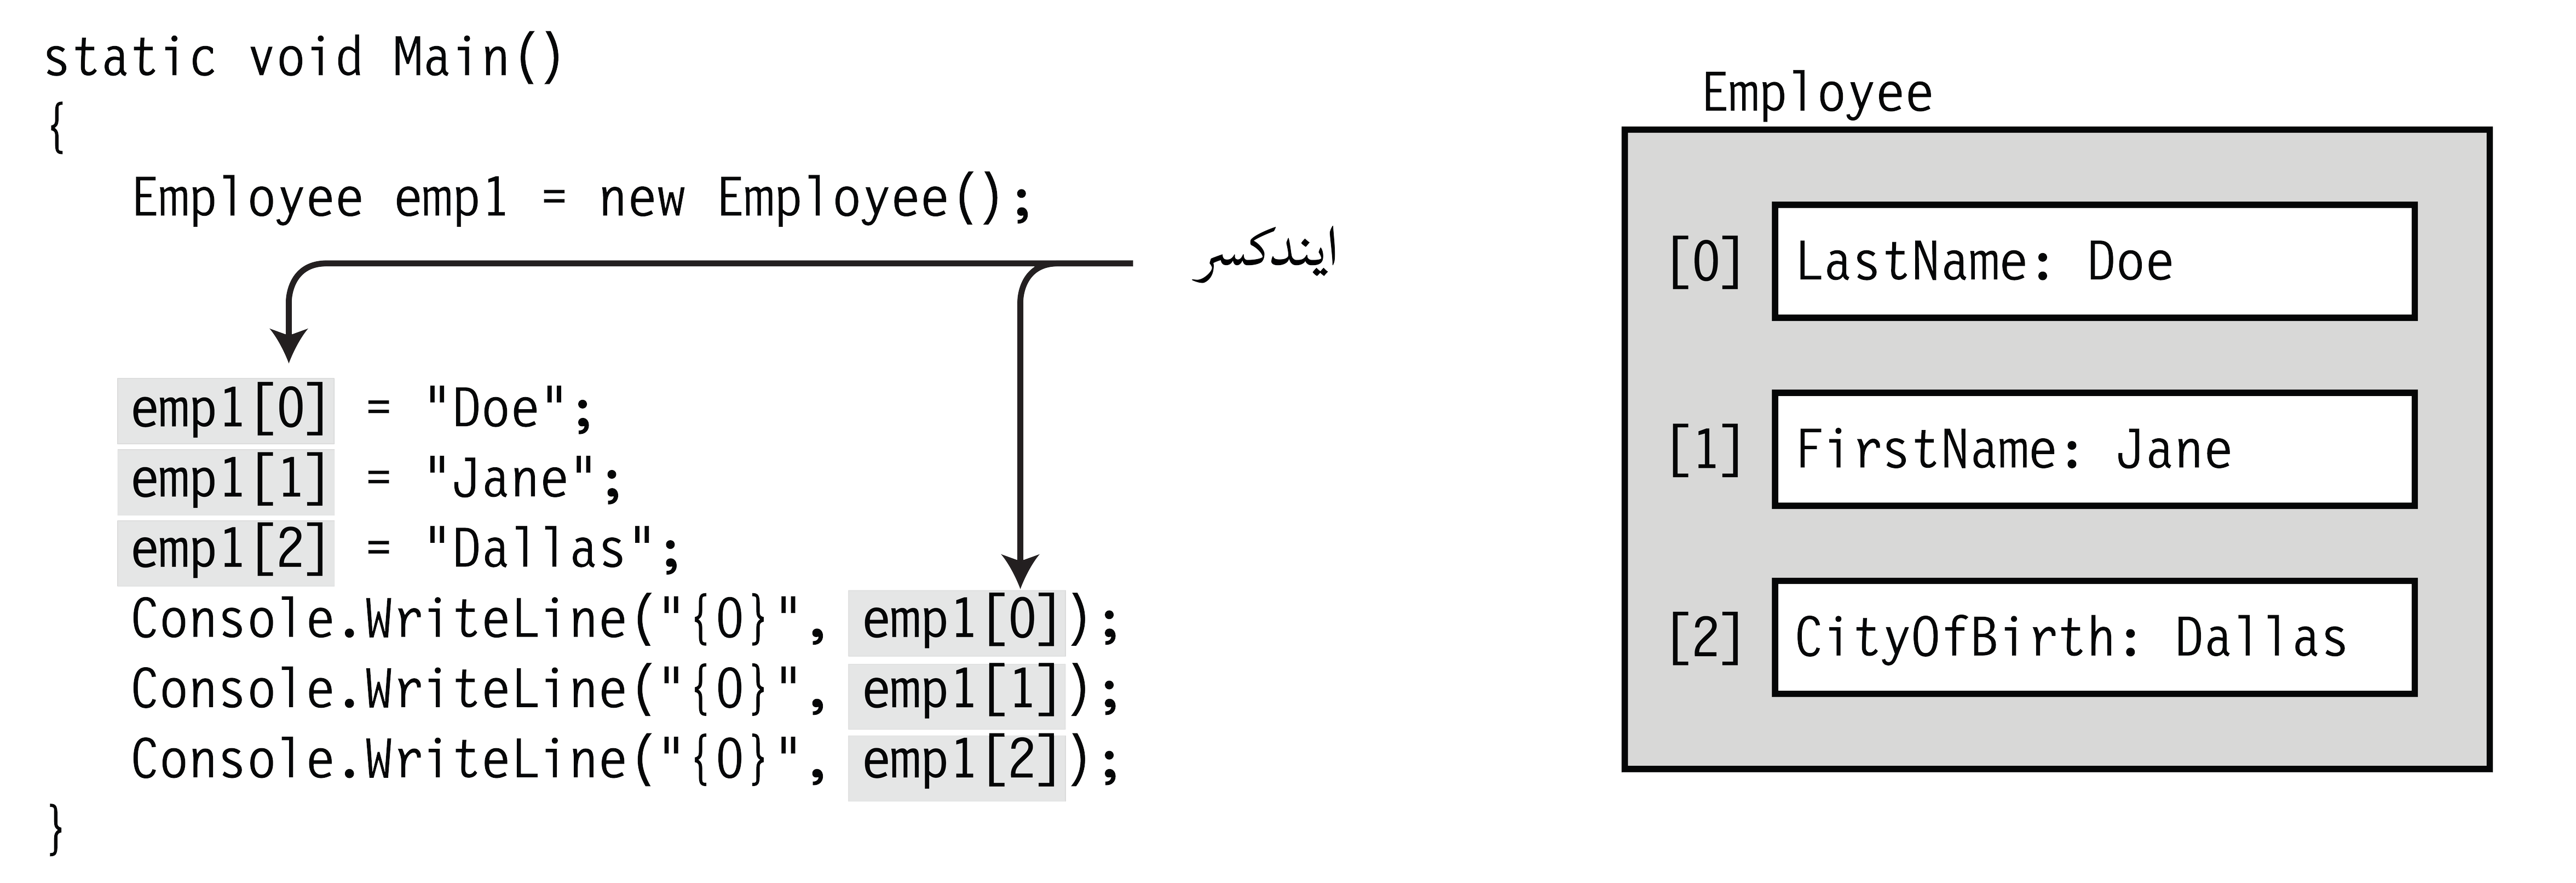 static void Main()
{
Employee emp1 = new Employee();
ایندکسر
emp1[0] = "Doe";
emp1[1] = "Jane";
emp1[2] = "Dallas";
Console.WriteLine("{0}", emp1[0]);
Console.WriteLine("{0}", emp1[1]);
Console.WriteLine("{0}", emp1[2]);
}
Employee
[0] LastName: Doe
[1] FirstName: Jane
[2] CityOfBirth: Dallas